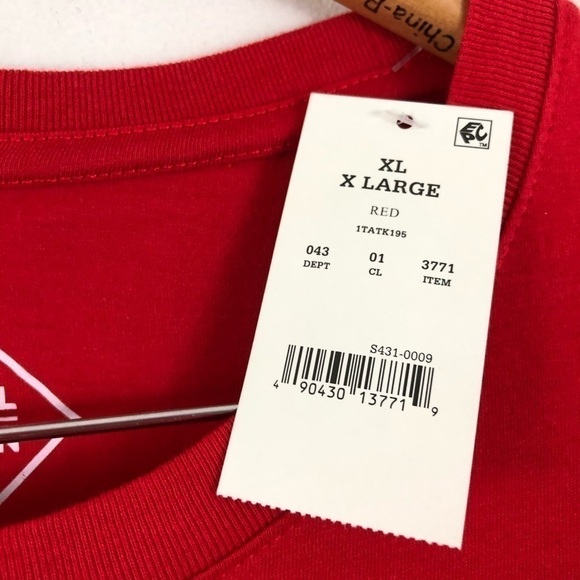 China-B
XL
X LARGE
RED
1TATK195
043 01 3771
DEPT CL ITEM
S431-0009
4 90430 13771 9
L
N